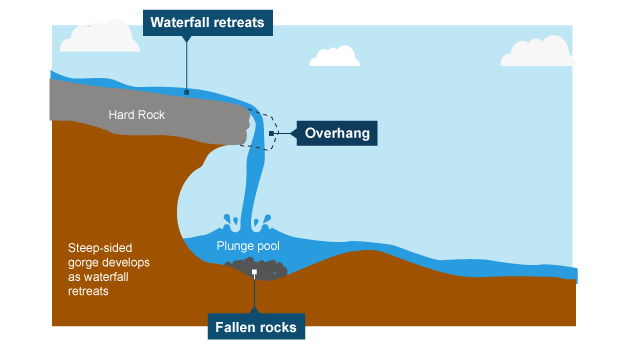 Waterfall retreats
Hard Rock
Overhang
Plunge pool
Steep-sided
gorge develops
as waterfall
retreats
Fallen rocks